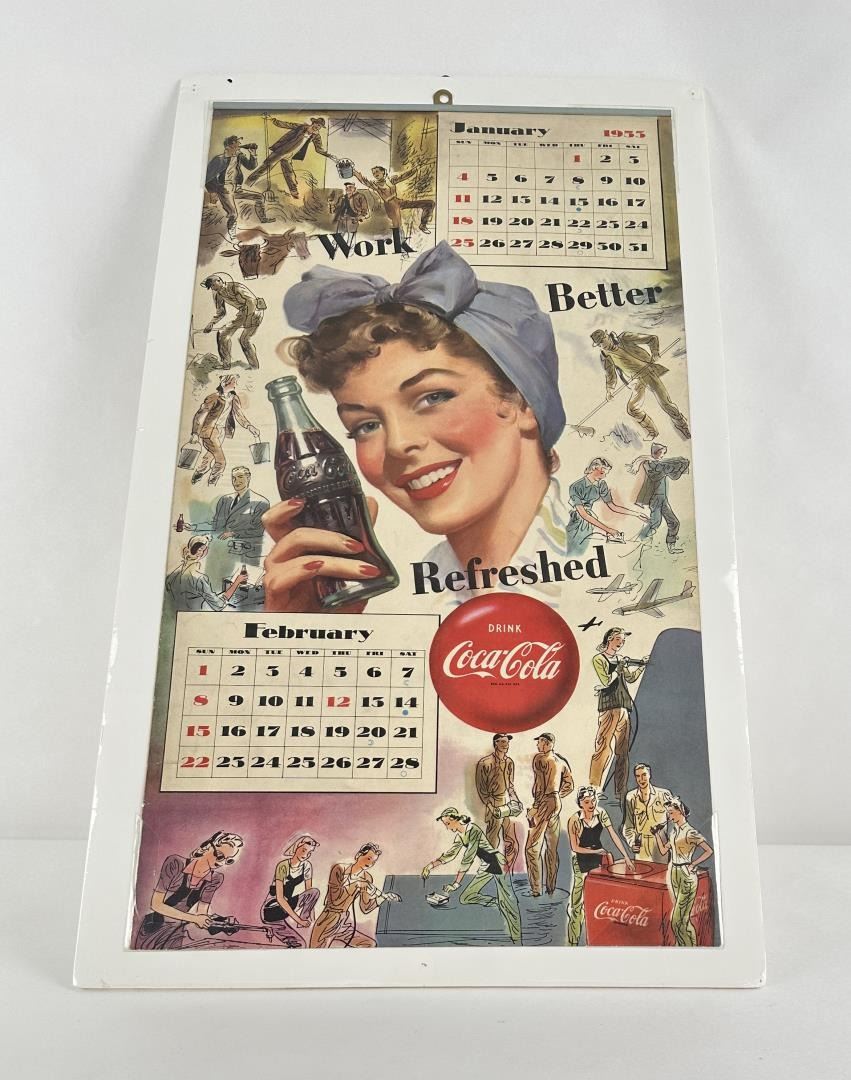 January 1953
SUN MON TUE WED THU FRI SAT
1 2 3
4 5 6 7 8 9 10
11 12 13 14 15 16 17
18 19 20 21 22 23 24
25 26 27 28 29 30 31
Work
Better
Coca-Cola
Refreshed
DRINK
Coca-Cola
February
SUN MON TUE WED THU FRI SAT
1 2 3 4 5 6 7
8 9 10 11 12 13 14
15 16 17 18 19 20 21
22 23 24 25 26 27 28
DRINK
Coca-Cola